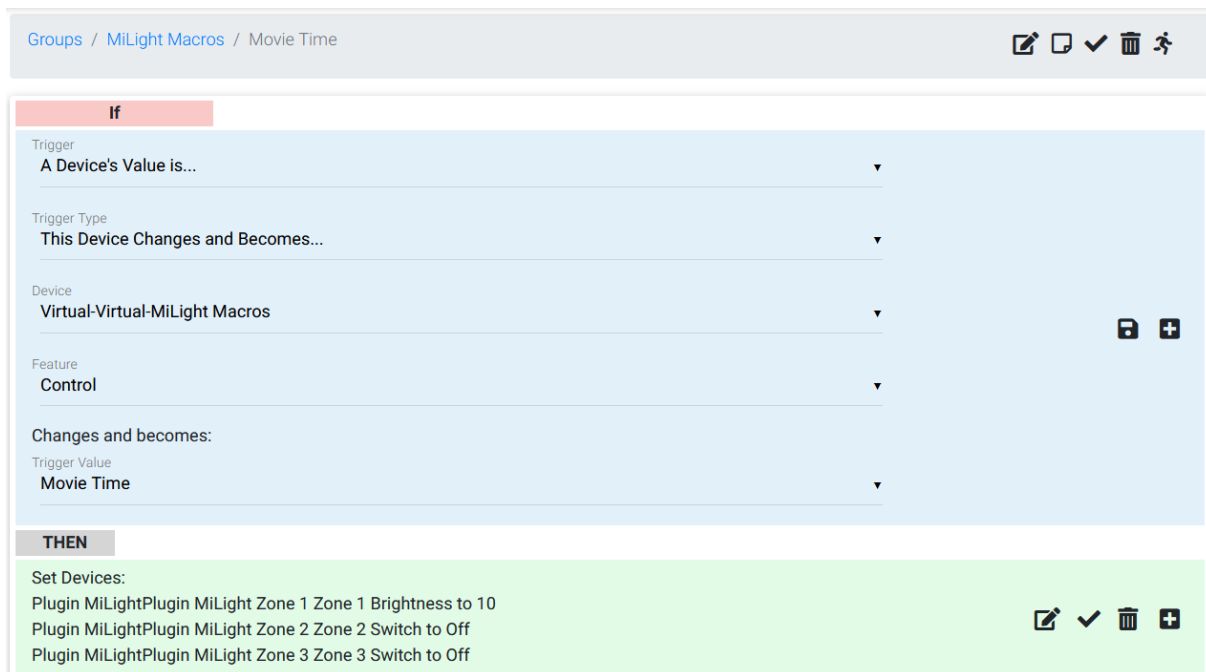 Groups / MiLight Macros / Movie Time
If
Trigger
A Device's Value is...
Trigger Type
This Device Changes and Becomes...
Device
Virtual-Virtual-MiLight Macros
Feature
Control
Changes and becomes:
Trigger Value
Movie Time
THEN
Set Devices:
Plugin MiLightPlugin MiLight Zone 1 Zone 1 Brightness to 10
Plugin MiLightPlugin MiLight Zone 2 Zone 2 Switch to Off
Plugin MiLightPlugin MiLight Zone 3 Zone 3 Switch to Off